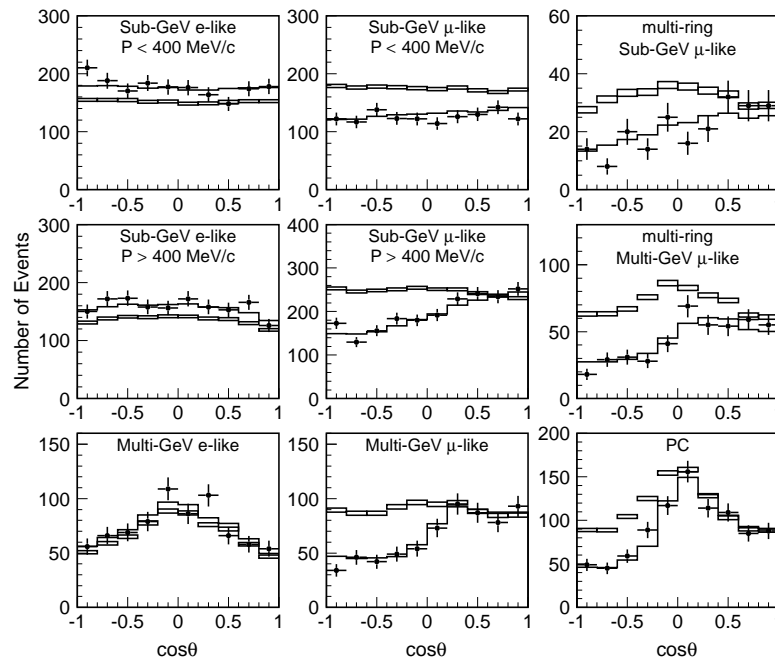 Sub-GeV e-like
P < 400 MeV/c
300
200
100
0
-1 -0.5 0 0.5 1
Sub-GeV μ-like
P < 400 MeV/c
300
200
100
0
-1 -0.5 0 0.5 1
multi-ring
Sub-GeV μ-like
60
40
20
0
-1 -0.5 0 0.5 1
Number of Events
Sub-GeV e-like
P > 400 MeV/c
300
200
100
0
-1 -0.5 0 0.5 1
Sub-GeV μ-like
P > 400 MeV/c
400
300
200
100
0
-1 -0.5 0 0.5 1
multi-ring
Multi-GeV μ-like
100
50
0
-1 -0.5 0 0.5 1
Multi-GeV e-like
150
100
50
0
-1 -0.5 0 0.5 1
cosθ
Multi-GeV μ-like
150
100
50
0
-1 -0.5 0 0.5 1
cosθ
PC
200
150
100
50
0
-1 -0.5 0 0.5 1
cosθ